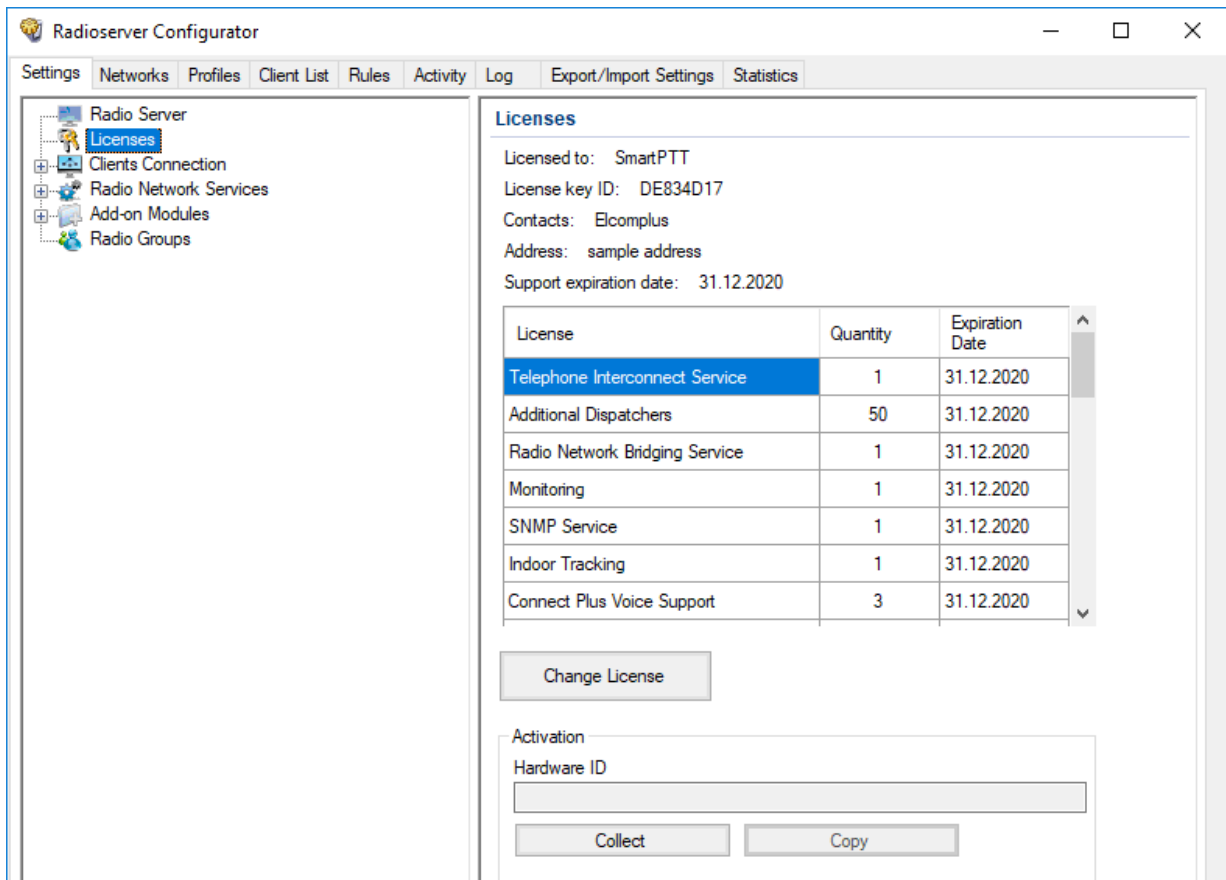 Radioserver Configurator
Settings Networks Profiles Client List Rules Activity Log Export/Import Settings Statistics
Radio Server
Licenses
Clients Connection
Radio Network Services
Add-on Modules
Radio Groups
Licenses
Licensed to: SmartPTT
License key ID: DE834D17
Contacts: Elcomplus
Address: sample address
Support expiration date: 31.12.2020
License Quantity Expiration Date
Telephone Interconnect Service 1 31.12.2020
Additional Dispatchers 50 31.12.2020
Radio Network Bridging Service 1 31.12.2020
Monitoring 1 31.12.2020
SNMP Service 1 31.12.2020
Indoor Tracking 1 31.12.2020
Connect Plus Voice Support 3 31.12.2020
Change License
Activation
Hardware ID
Collect Copy